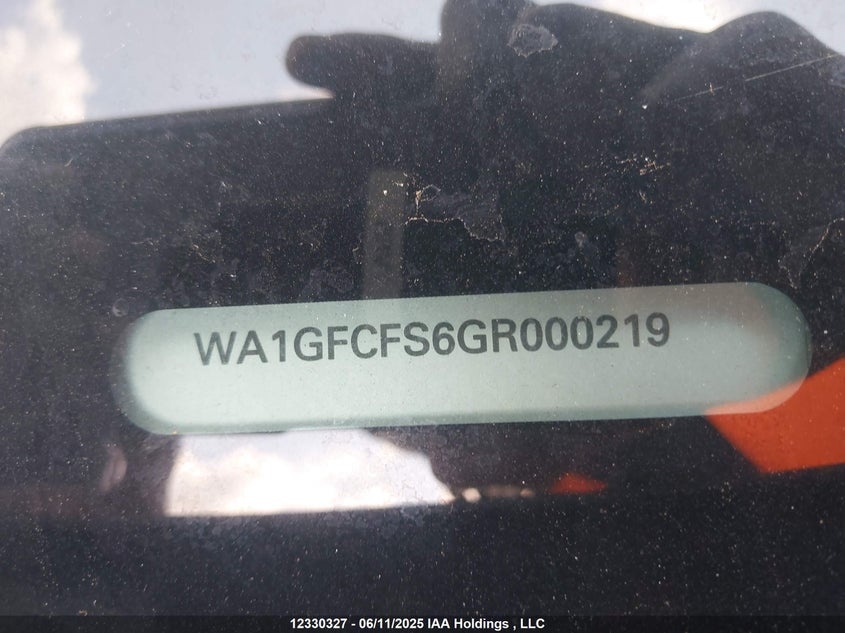 WA1GFCFS6GR000219
12330327 - 06/11/2025 IAA Holdings , LLC